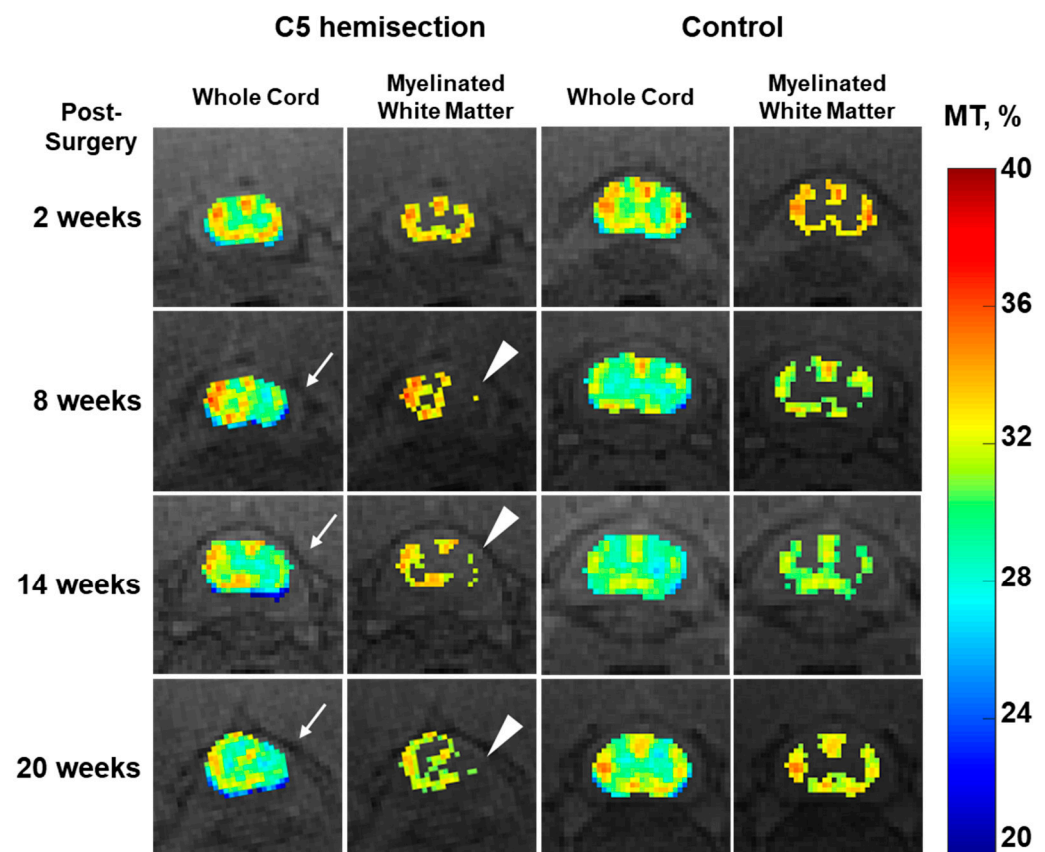 C5 hemisection
Control
Post-
Surgery
Whole Cord
Myelinated
White Matter
Whole Cord
Myelinated
White Matter
MT, %
2 weeks
8 weeks
14 weeks
20 weeks
40
36
32
28
24
20